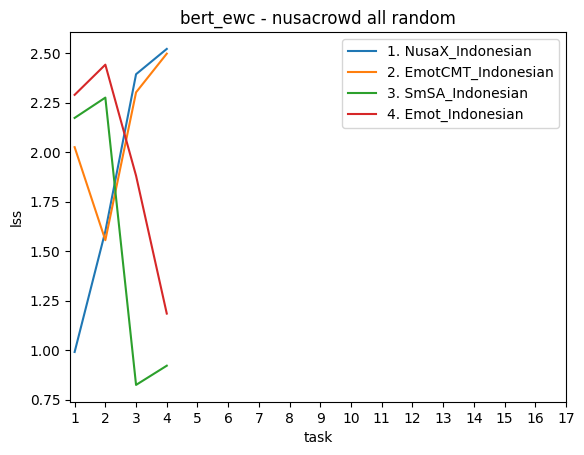 bert_ewc - nusacrowd all random
1. NusaX_Indonesian
2. EmotCMT_Indonesian
3. SmSA_Indonesian
4. Emot_Indonesian
lss
2.50
2.25
2.00
1.75
1.50
1.25
1.00
0.75
1 2 3 4 5 6 7 8 9 10 11 12 13 14 15 16 17
task